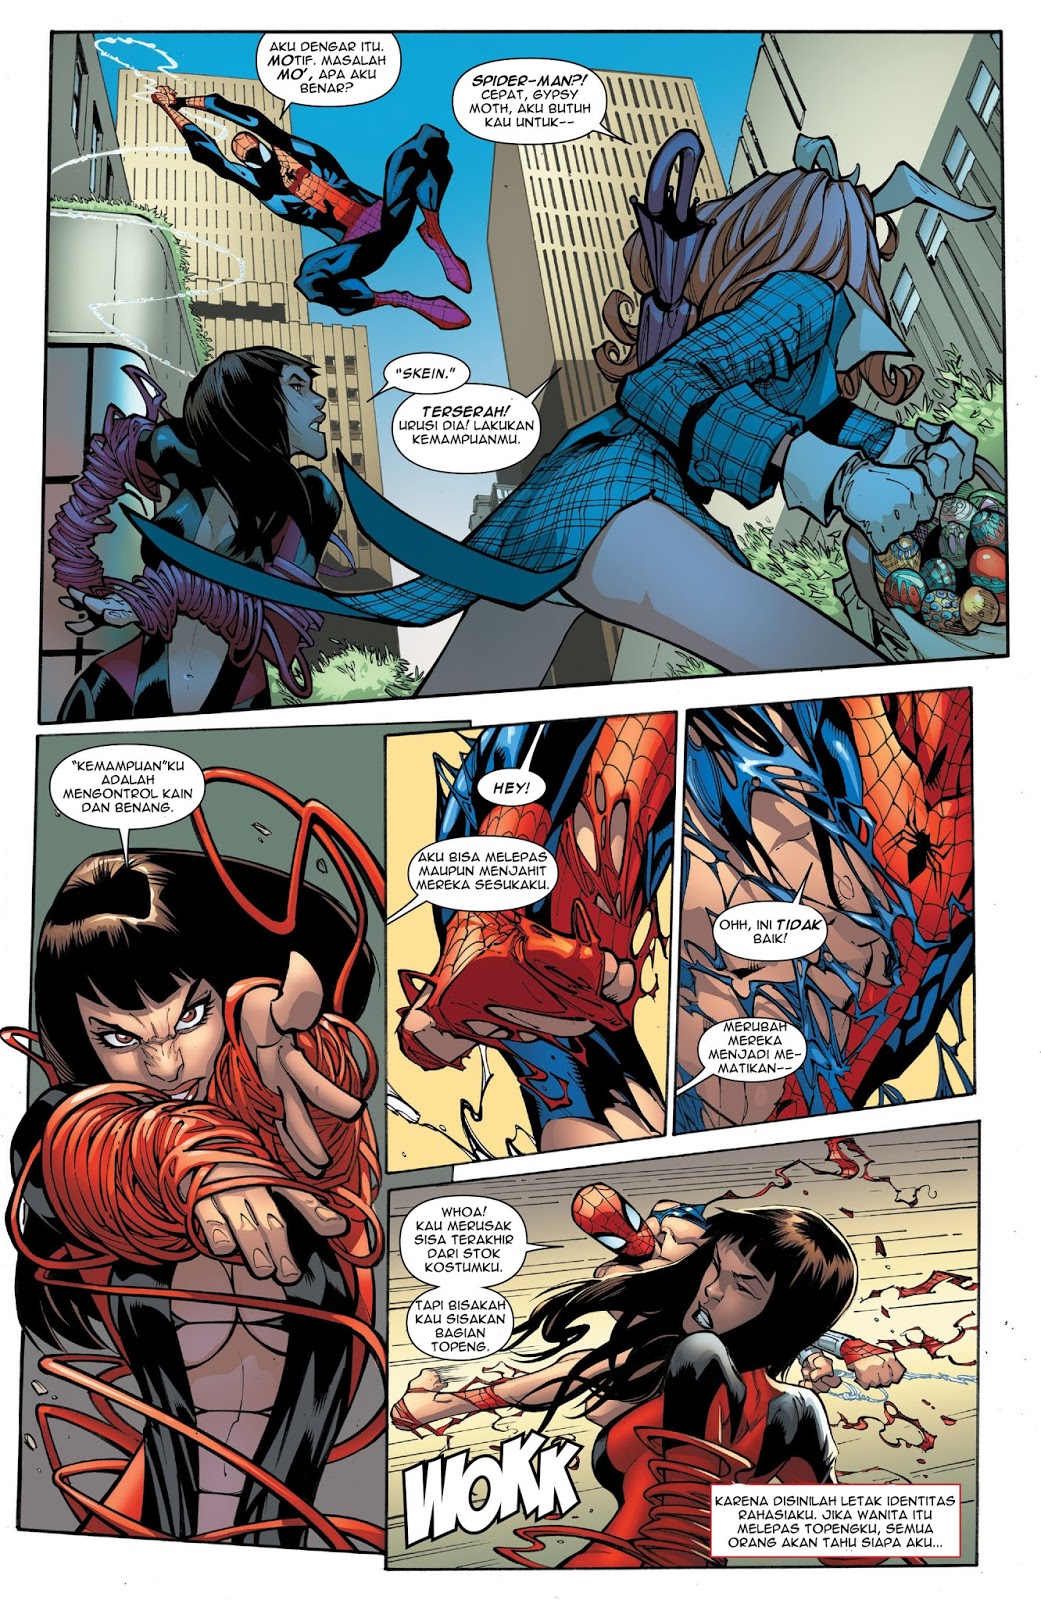 AKU DENGAR ITU.
MOTIF. MASALAH
MO', APA AKU
BENAR?
SPIDER-MAN?!
CEPAT, GYPSY
MOTH, AKU BUTUH
KAU UNTUK--
"SKEIN."
TERSERAH!
URUSI DIA! LAKUKAN
KEMAMPUANMU.
"KEMAMPUAN"KU
ADALAH
MENGONTROL KAIN
DAN BENANG.
HEY!
AKU BISA MELEPAS
MAUPUN MENJAHIT
MEREKA SESUKAKU.
OHH, INI TIDAK
BAIK!
MERUBAH
MEREKA
MENJADI ME-
MATIKAN--
WHOA!
KAU MERUSAK
SISA TERAKHIR
DARI STOK
KOSTUMKU.
TAPI BISAKAH
KAU SISAKAN
BAGIAN
TOPENG.
WOKK
KARENA DISINILAH LETAK IDENTITAS
RAHASIAKU. JIKA WANITA ITU
MELEPAS TOPENGKU, SEMUA
ORANG AKAN TAHU SIAPA AKU...